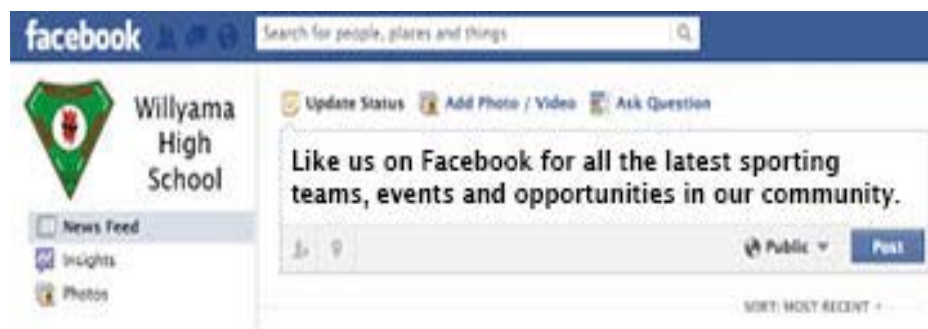 facebook
Search for people, places and things
Willyama
High
School
Update Status Add Photo / Video Ask Question
Like us on Facebook for all the latest sporting
teams, events and opportunities in our community.
News Feed
Public Post
Insights
Photos
SORT: MOST RECENT